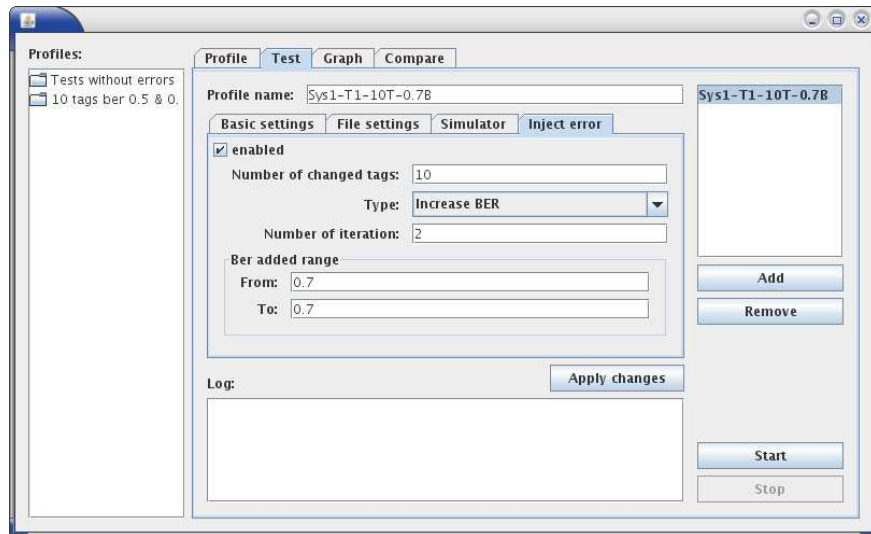 Profiles:
Tests without errors
10 tags ber 0.5 & 0.
Profile
Test
Graph
Compare
Profile name:
Sys1-T1-10T-0.7B
Basic settings
File settings
Simulator
Inject error
enabled
Number of changed tags:
10
Type:
Increase BER
Number of iteration:
2
Ber added range
From:
0.7
To:
0.7
Apply changes
Log:
Sys1-T1-10T-0.7B
Add
Remove
Start
Stop